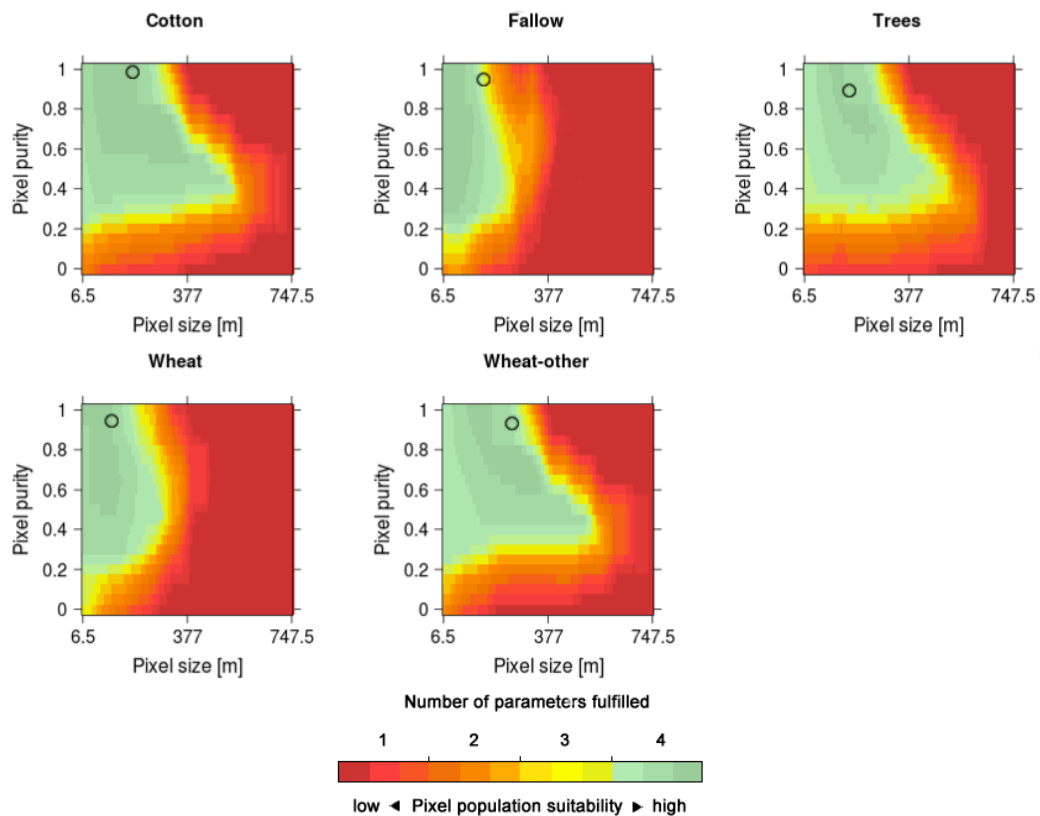 Cotton
Fallow
Trees
Pixel purity
1
0.8
0.6
0.4
0.2
0
6.5 377 747.5
Pixel size [m]
Pixel purity
1
0.8
0.6
0.4
0.2
0
6.5 377 747.5
Pixel size [m]
Pixel purity
1
0.8
0.6
0.4
0.2
0
6.5 377 747.5
Pixel size [m]
Wheat
Wheat-other
Pixel purity
1
0.8
0.6
0.4
0.2
0
6.5 377 747.5
Pixel size [m]
Pixel purity
1
0.8
0.6
0.4
0.2
0
6.5 377 747.5
Pixel size [m]
Number of parameters fulfilled
1 2 3 4
low ◄ Pixel population suitability ► high